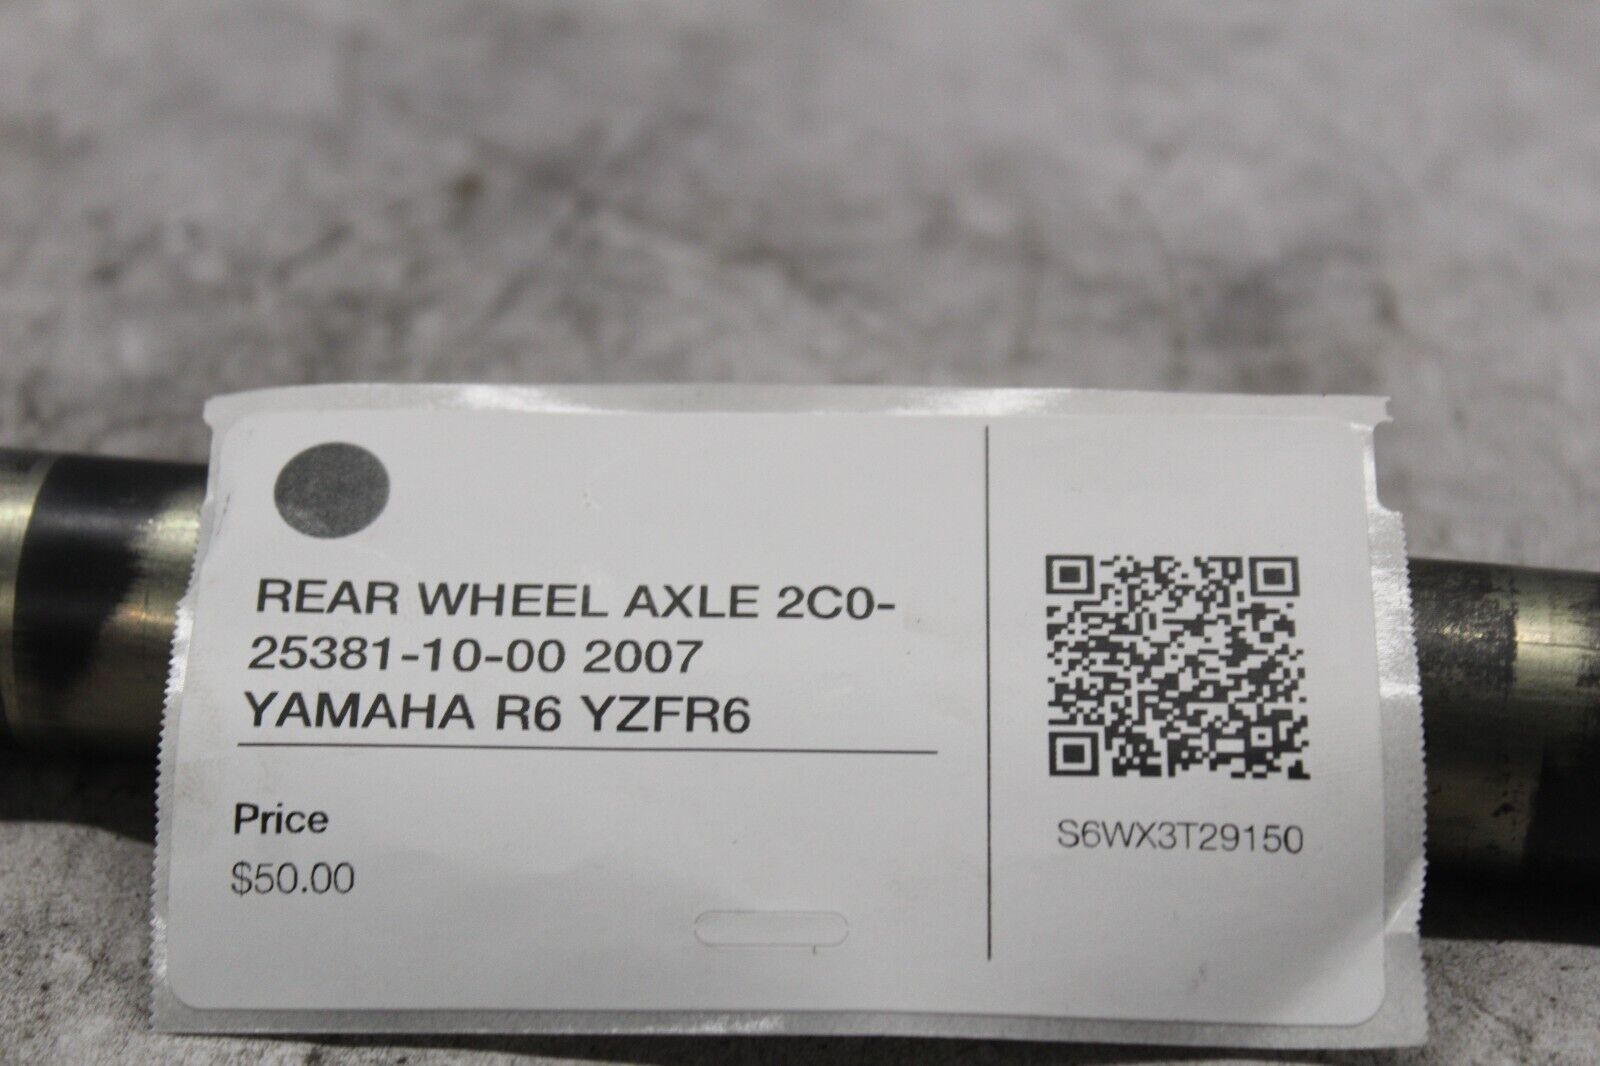 REAR WHEEL AXLE 2C0-
25381-10-00 2007
YAMAHA R6 YZFR6
Price
$50.00
S6WX3T29150